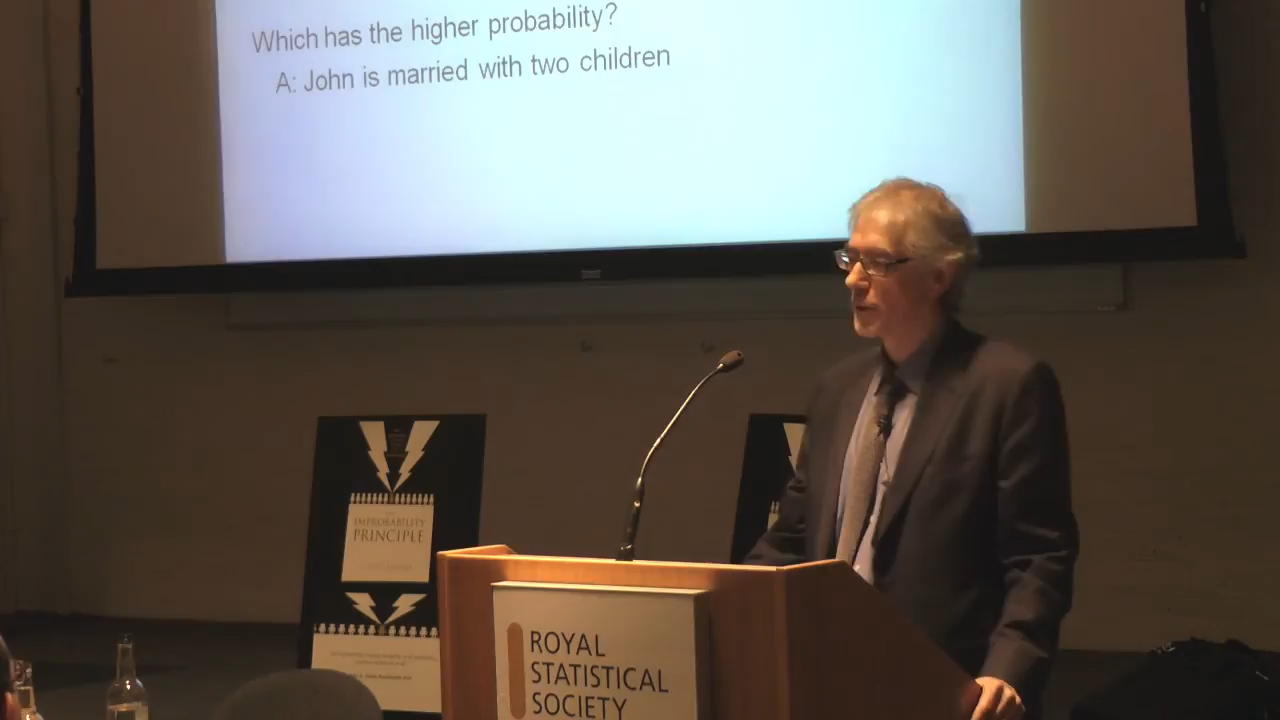 Which has the higher probability?
A: John is married with two children
IMPROBABILITY
PRINCIPLE
ROYAL
STATISTICAL
SOCIETY